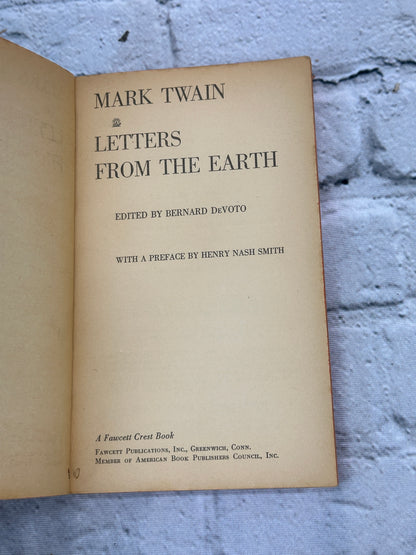 MARK TWAIN
LETTERS
FROM THE EARTH
EDITED BY BERNARD DeVOTO
WITH A PREFACE BY HENRY NASH SMITH
A Fawcett Crest Book
Fawcett Publications, Inc., Greenwich, Conn.
Member of American Book Publishers Council, Inc.